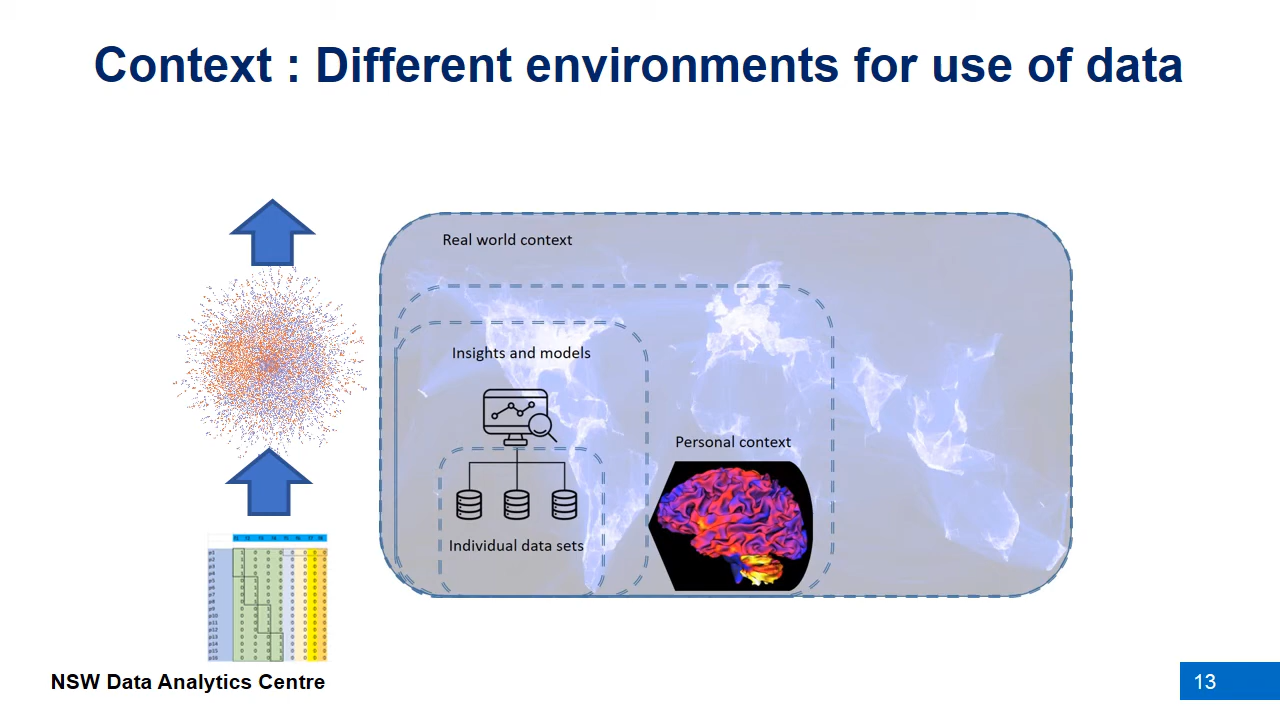 Context : Different environments for use of data
Real world context
Insights and models
Personal context
Individual data sets
NSW Data Analytics Centre
13